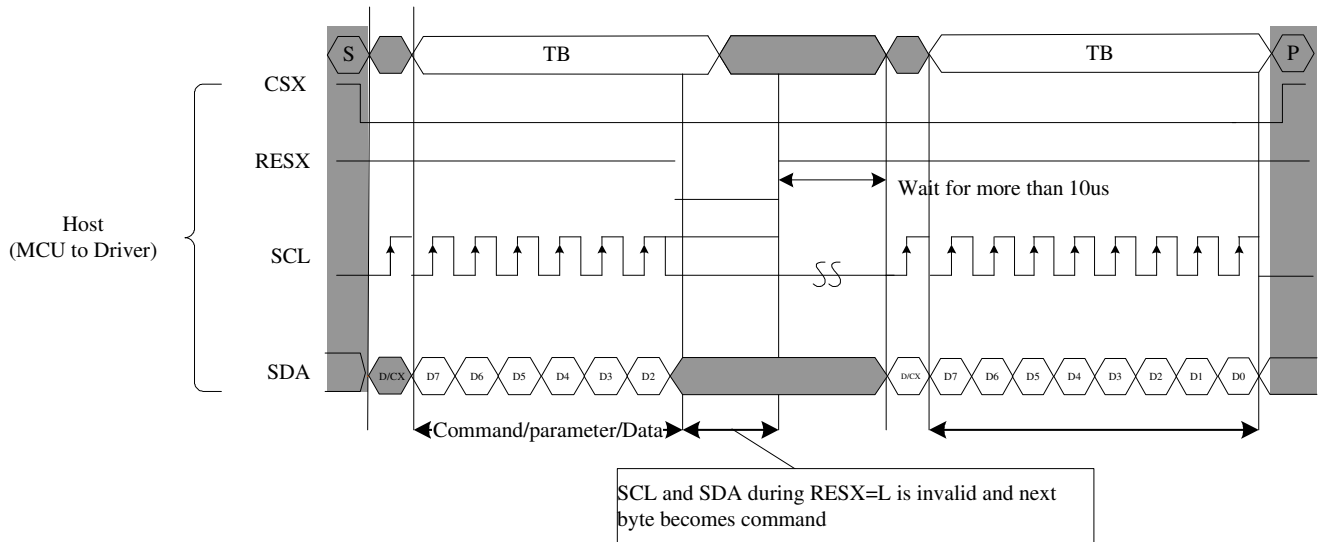 S TB TB P
CSX
RESX
Wait for more than 10us
Host
(MCU to Driver)
SCL
SDA D/CX D7 D6 D5 D4 D3 D2 D/CX D7 D6 D5 D4 D3 D2 D1 D0
Command/parameter/Data
SCL and SDA during RESX=L is invalid and next
byte becomes command